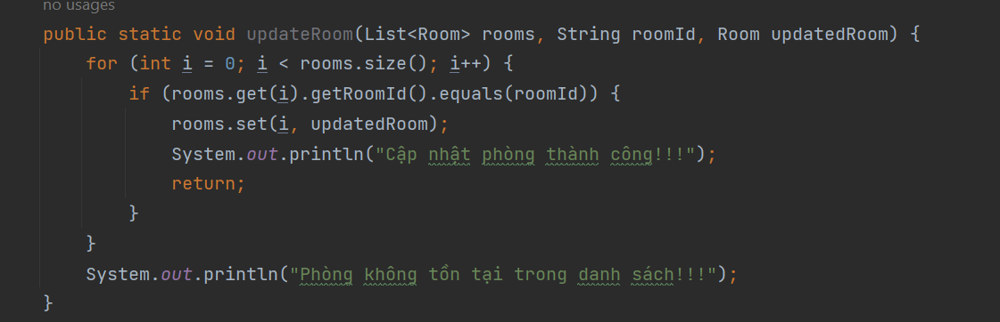 no usages
public static void updateRoom(List<Room> rooms, String roomId, Room updatedRoom) {
for (int i = 0; i < rooms.size(); i++) {
if (rooms.get(i).getRoomId().equals(roomId)) {
rooms.set(i, updatedRoom);
System.out.println("Cập nhật phòng thành công!!!");
return;
}
}
System.out.println("Phòng không tồn tại trong danh sách!!!");
}